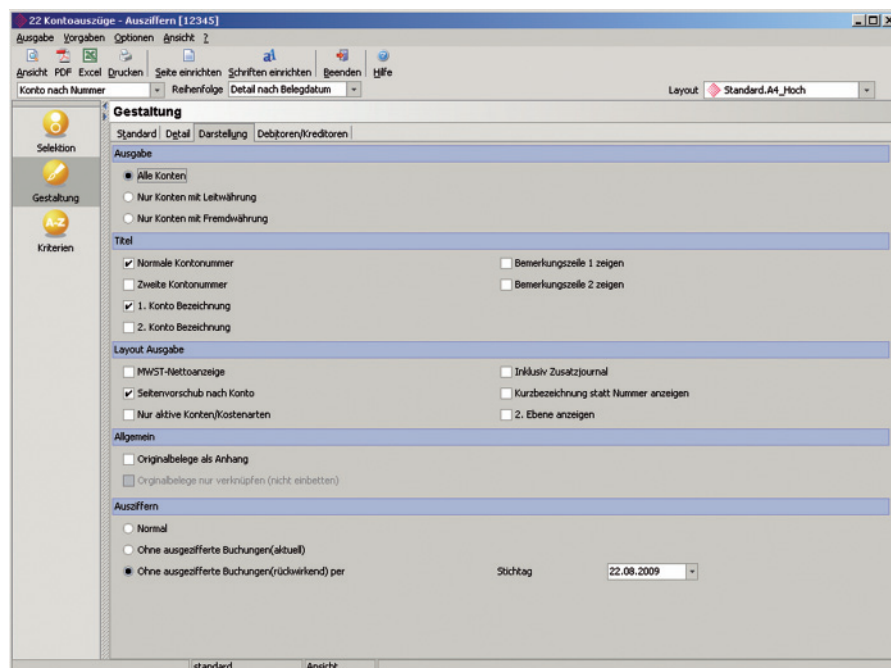 22 Kontoauszüge - Ausziffern [12345]
Ausgabe Vorgaben Optionen Ansicht ?
Ansicht PDF Excel Drucken Seite einrichten Schriften einrichten Beenden Hilfe
Konto nach Nummer Reihenfolge Detail nach Belegdatum Layout Standard.A4_Hoch
Gestaltung
Standard Detail Darstellung Debitoren/Kreditoren
Selektion
Gestaltung
A-Z
Kriterien
Ausgabe
Alle Konten
Nur Konten mit Leitwährung
Nur Konten mit Fremdwährung
Titel
Normale Kontonummer Bemerkungszeile 1 zeigen
Zweite Kontonummer Bemerkungszeile 2 zeigen
1. Konto Bezeichnung
2. Konto Bezeichnung
Layout Ausgabe
MWST-Nettoanzeige Inklusiv Zusatzjournal
Seitenvorschub nach Konto Kurzbezeichnung statt Nummer anzeigen
Nur aktive Konten/Kostenarten 2. Ebene anzeigen
Allgemein
Originalbelege als Anhang
Orginalbelege nur verknüpfen (nicht einbetten)
Ausziffern
Normal
Ohne ausgezifferte Buchungen(aktuell)
Ohne ausgezifferte Buchungen(rückwirkend) per Stichtag 22.08.2009
standard Ansicht